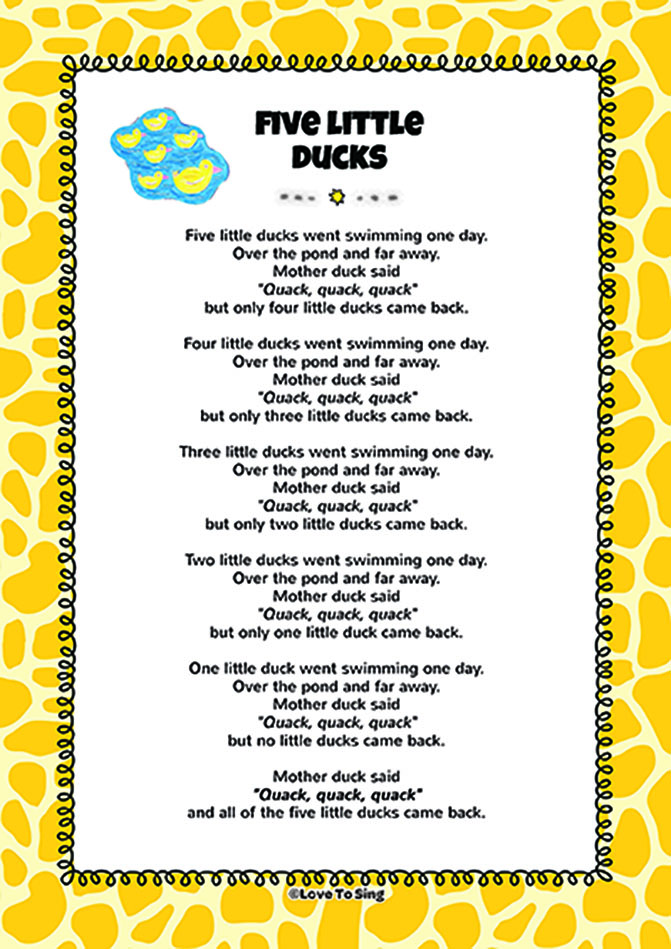 FIVE LITTLE
DUCKS
Five little ducks went swimming one day.
Over the pond and far away.
Mother duck said
"Quack, quack, quack"
but only four little ducks came back.
Four little ducks went swimming one day.
Over the pond and far away.
Mother duck said
"Quack, quack, quack"
but only three little ducks came back.
Three little ducks went swimming one day.
Over the pond and far away.
Mother duck said
"Quack, quack, quack"
but only two little ducks came back.
Two little ducks went swimming one day.
Over the pond and far away.
Mother duck said
"Quack, quack, quack"
but only one little duck came back.
One little duck went swimming one day.
Over the pond and far away.
Mother duck said
"Quack, quack, quack"
but no little ducks came back.
Mother duck said
"Quack, quack, quack"
and all of the five little ducks came back.
©Love To Sing